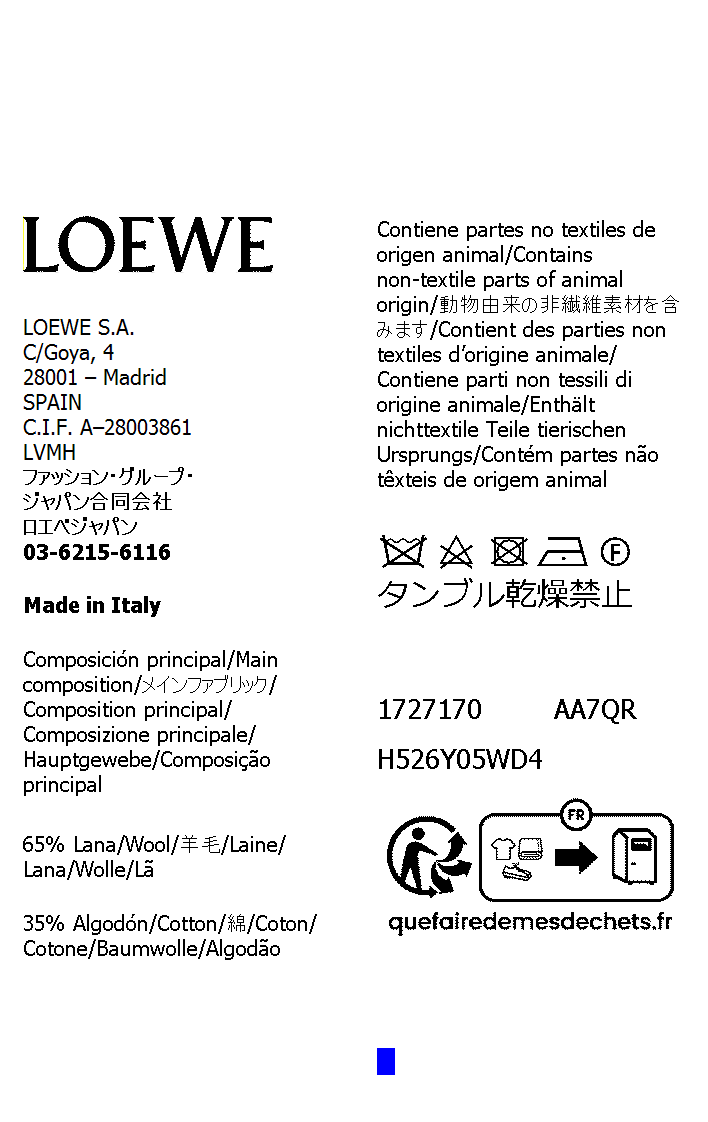 LOEWE
LOEWE S.A.
C/Goya, 4
28001 – Madrid
SPAIN
C.I.F. A–28003861
LVMH
ファッション・グループ・
ジャパン合同会社
ロエベジャパン
03-6215-6116
Made in Italy
Composición principal/Main
composition/メインファブリック/
Composition principal/
Composizione principale/
Hauptgewebe/Composição
principal
65% Lana/Wool/羊毛/Laine/
Lana/Wolle/Lã
35% Algodón/Cotton/綿/Coton/
Cotone/Baumwolle/Algodão
Contiene partes no textiles de
origen animal/Contains
non-textile parts of animal
origin/動物由来の非繊維素材を含
みます/Contient des parties non
textiles d’origine animale/
Contiene parti non tessili di
origine animale/Enthält
nichttextile Teile tierischen
Ursprungs/Contém partes não
têxteis de origem animal
F
タンブル乾燥禁止
1727170 AA7QR
H526Y05WD4
FR
quefairedemesdechets.fr